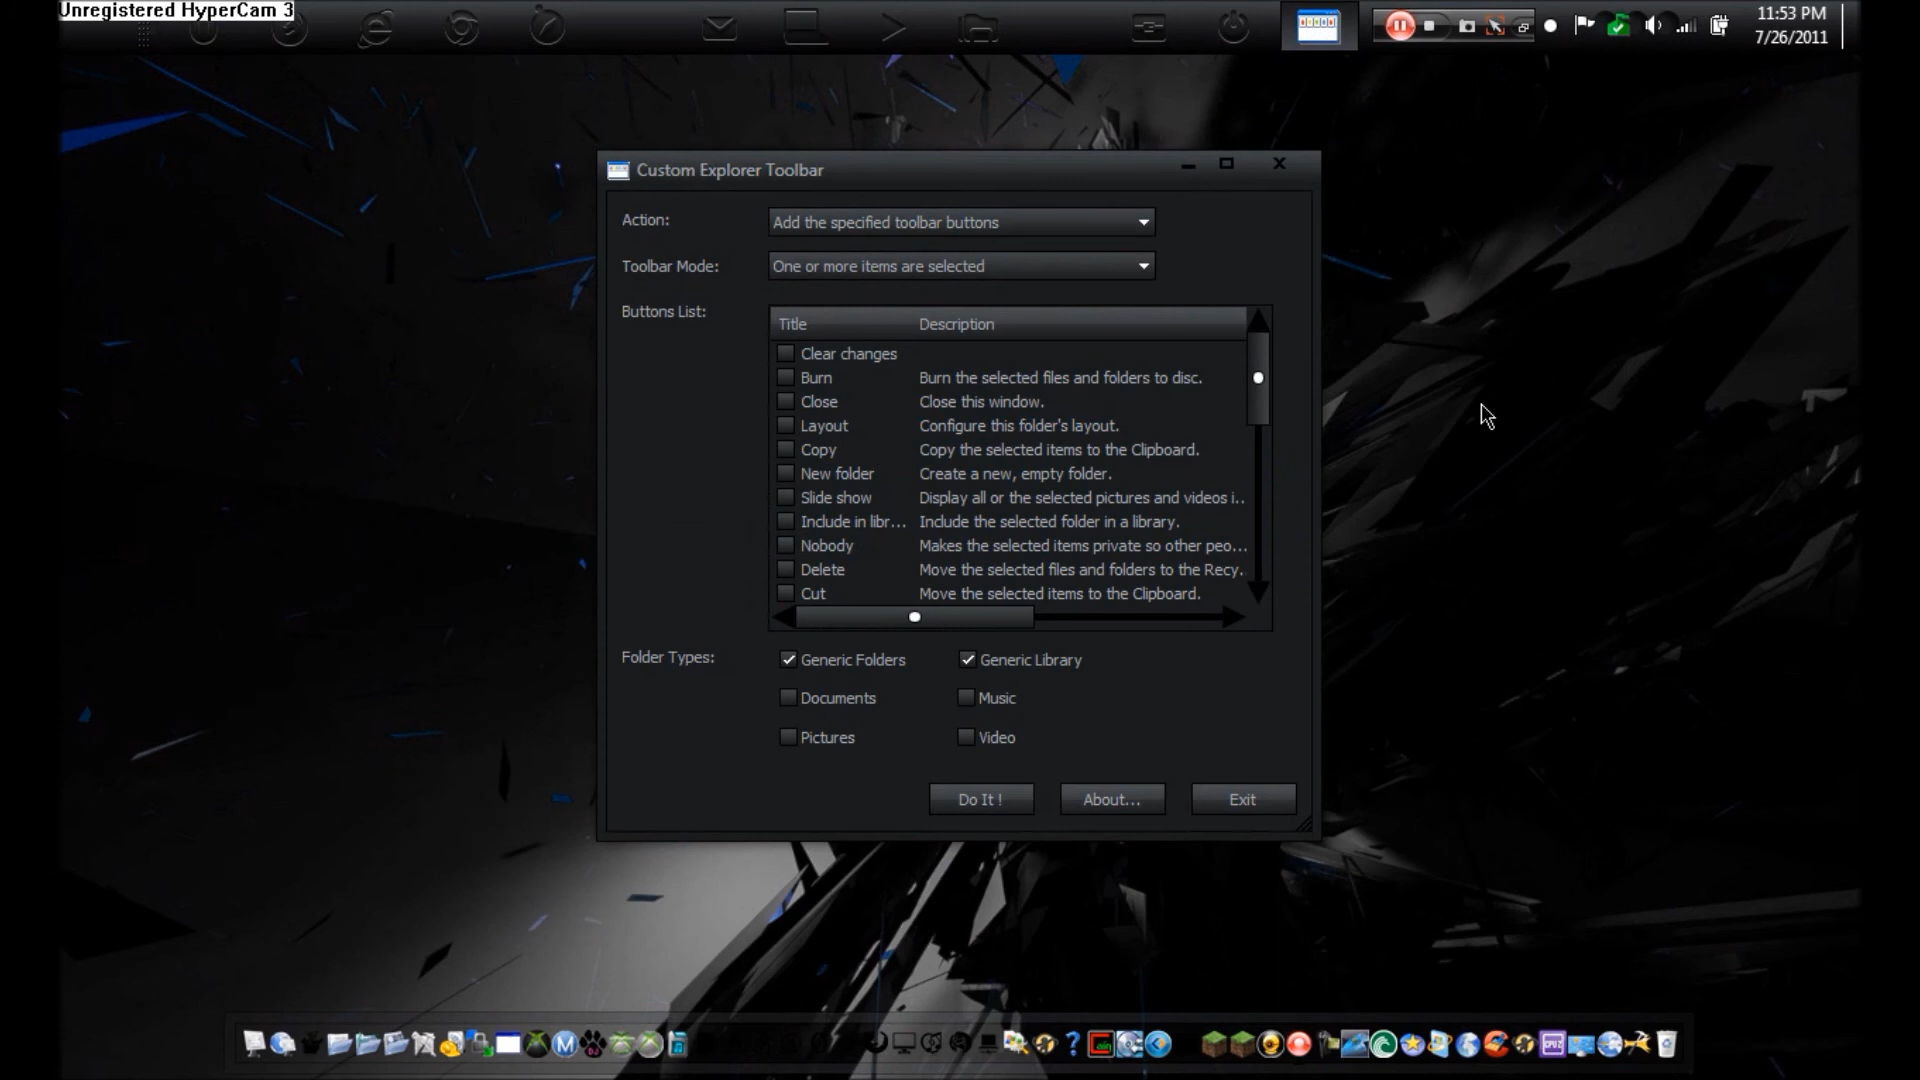 Unregistered HyperCam 3
11:53 PM
7/26/2011
Custom Explorer Toolbar
Action:
Add the specified toolbar buttons
Toolbar Mode:
One or more items are selected
Buttons List:
Title Description
Clear changes
Burn Burn the selected files and folders to disc.
Close Close this window.
Layout Configure this folder's layout.
Copy Copy the selected items to the Clipboard.
New folder Create a new, empty folder.
Slide show Display all or the selected pictures and videos i..
Include in libr... Include the selected folder in a library.
Nobody Makes the selected items private so other peo...
Delete Move the selected files and folders to the Recy.
Cut Move the selected items to the Clipboard.
Folder Types:
Generic Folders Generic Library
Documents Music
Pictures Video
Do It ! About... Exit